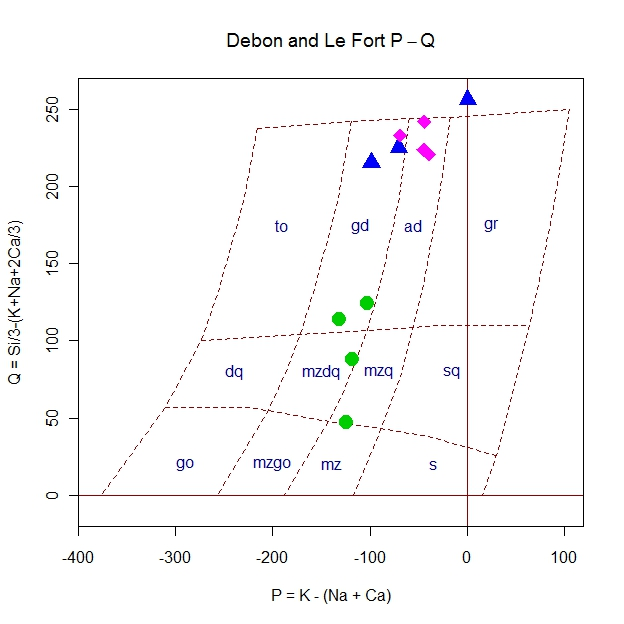 Debon and Le Fort P – Q
250
200
150
100
50
0
Q = Si/3-(K+Na+2Ca/3)
to
gd
ad
gr
dq
mzdq
mzq
sq
go
mzgo
mz
s
-400
-300
-200
-100
0
100
P = K - (Na + Ca)